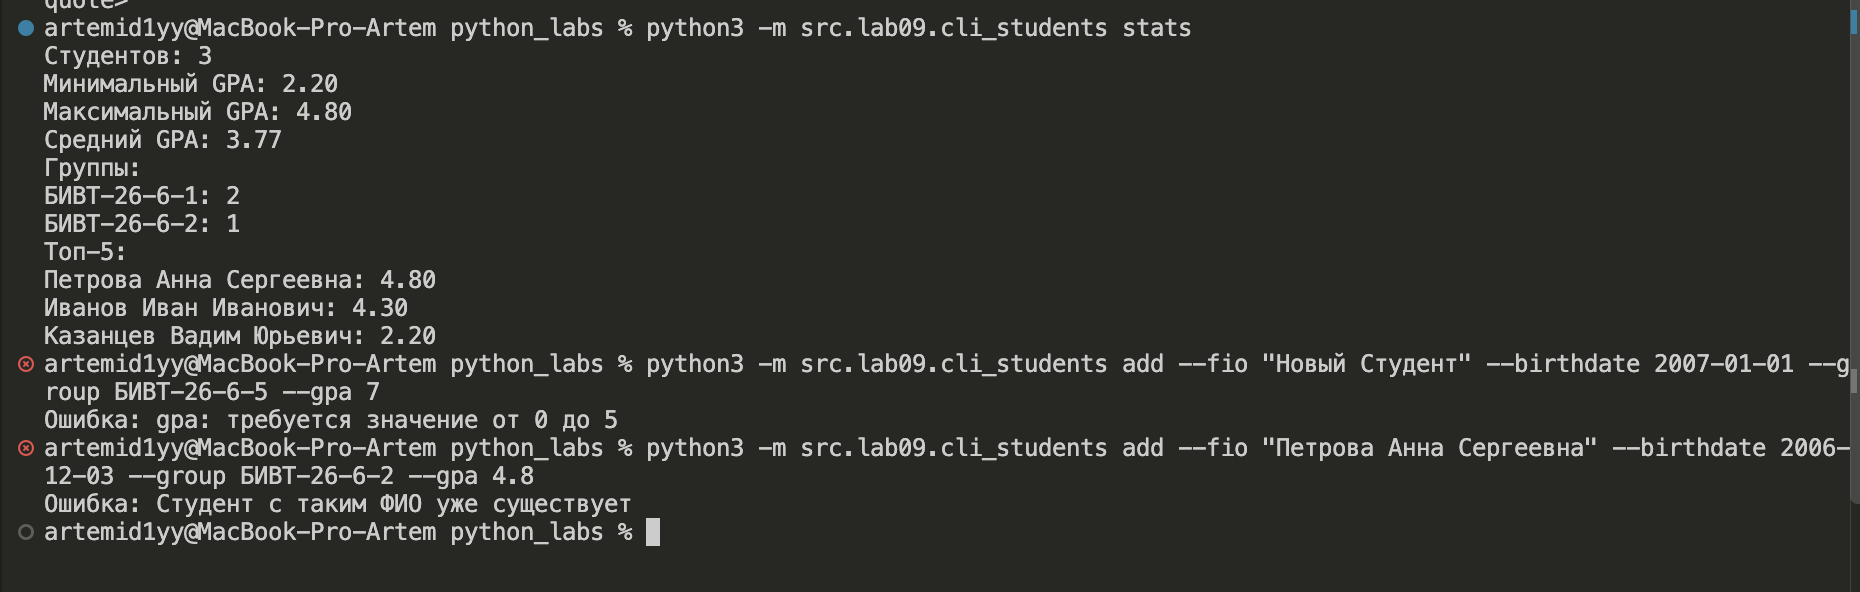 quote>
artemid1yy@MacBook-Pro-Artem python_labs % python3 -m src.lab09.cli_students stats
Студентов: 3
Минимальный GPA: 2.20
Максимальный GPA: 4.80
Средний GPA: 3.77
Группы:
БИВТ-26-6-1: 2
БИВТ-26-6-2: 1
Топ-5:
Петрова Анна Сергеевна: 4.80
Иванов Иван Иванович: 4.30
Казанцев Вадим Юрьевич: 2.20
artemid1yy@MacBook-Pro-Artem python_labs % python3 -m src.lab09.cli_students add --fio "Новый Студент" --birthdate 2007-01-01 --g
roup БИВТ-26-6-5 --gpa 7
Ошибка: gpa: требуется значение от 0 до 5
artemid1yy@MacBook-Pro-Artem python_labs % python3 -m src.lab09.cli_students add --fio "Петрова Анна Сергеевна" --birthdate 2006-
12-03 --group БИВТ-26-6-2 --gpa 4.8
Ошибка: Студент с таким ФИО уже существует
artemid1yy@MacBook-Pro-Artem python_labs %